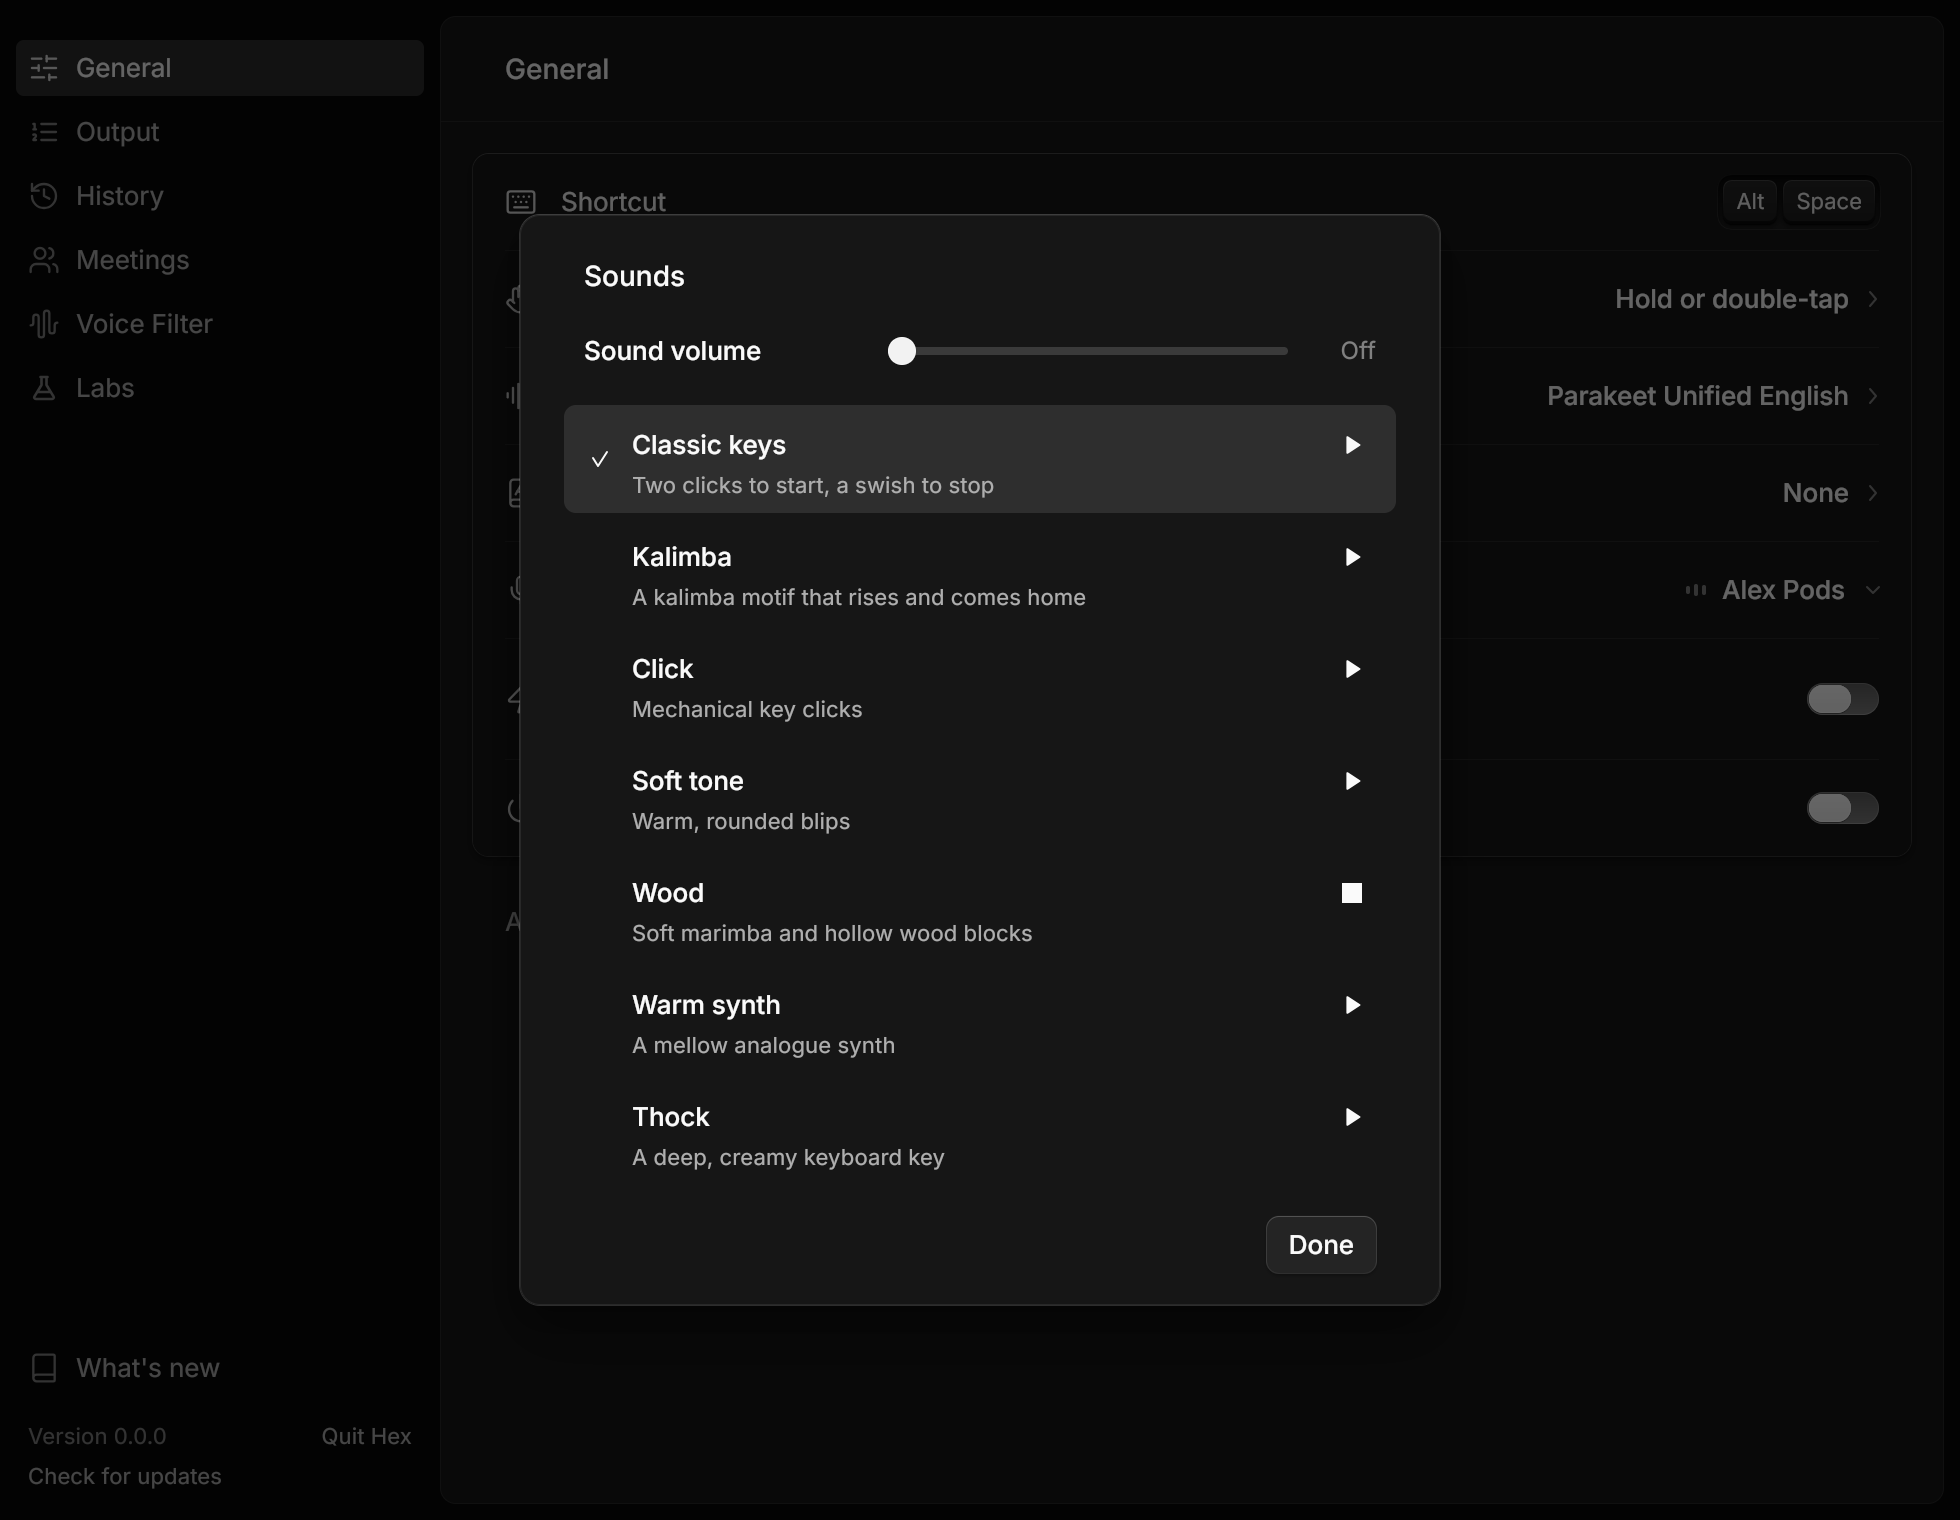 General
Output
History
Meetings
Voice Filter
Labs
What's new
Version 0.0.0
Quit Hex
Check for updates
General
Shortcut
Alt
Space
Hold or double-tap
Parakeet Unified English
None
Alex Pods
Sounds
Sound volume
Off
Classic keys
Two clicks to start, a swish to stop
Kalimba
A kalimba motif that rises and comes home
Click
Mechanical key clicks
Soft tone
Warm, rounded blips
Wood
Soft marimba and hollow wood blocks
Warm synth
A mellow analogue synth
Thock
A deep, creamy keyboard key
Done